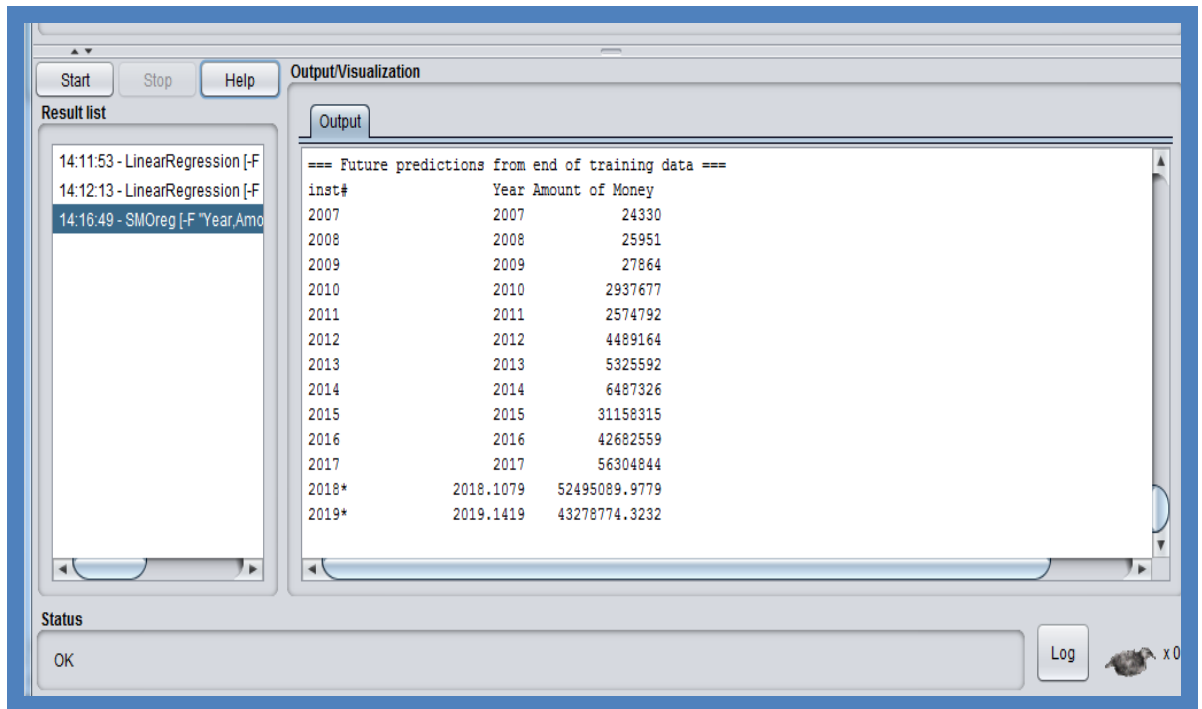 Start Stop Help
Result list
14:11:53 - LinearRegression [-F
14:12:13 - LinearRegression [-F
14:16:49 - SMOreg [-F "Year,Amo
Output/Visualization
Output
=== Future predictions from end of training data ===
inst# Year Amount of Money
2007 2007 24330
2008 2008 25951
2009 2009 27864
2010 2010 2937677
2011 2011 2574792
2012 2012 4489164
2013 2013 5325592
2014 2014 6487326
2015 2015 31158315
2016 2016 42682559
2017 2017 56304844
2018* 2018.1079 52495089.9779
2019* 2019.1419 43278774.3232
Status
OK
Log
x 0